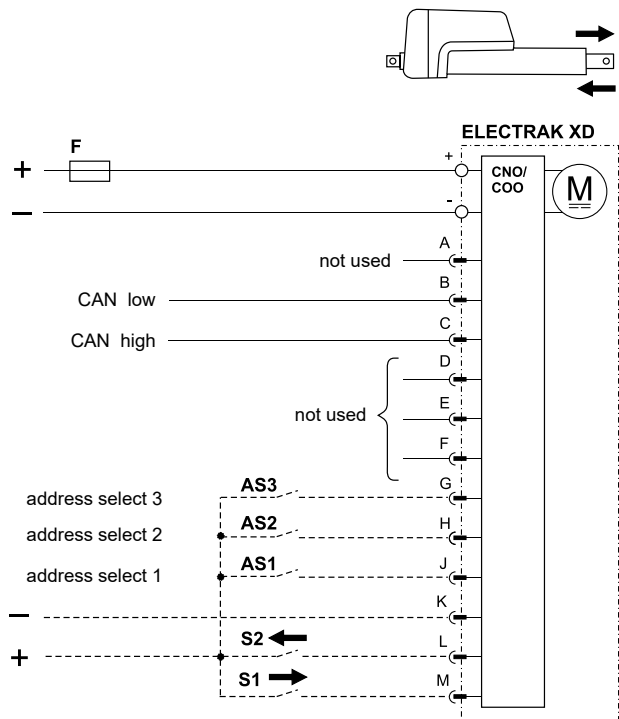 ELECTRAK XD
F
+
+
CNO/
COO
M
–
-
A
not used
B
CAN low
C
CAN high
D
E
not used
F
G
AS3
address select 3
H
AS2
address select 2
J
AS1
address select 1
K
–
S2
L
+
S1
M